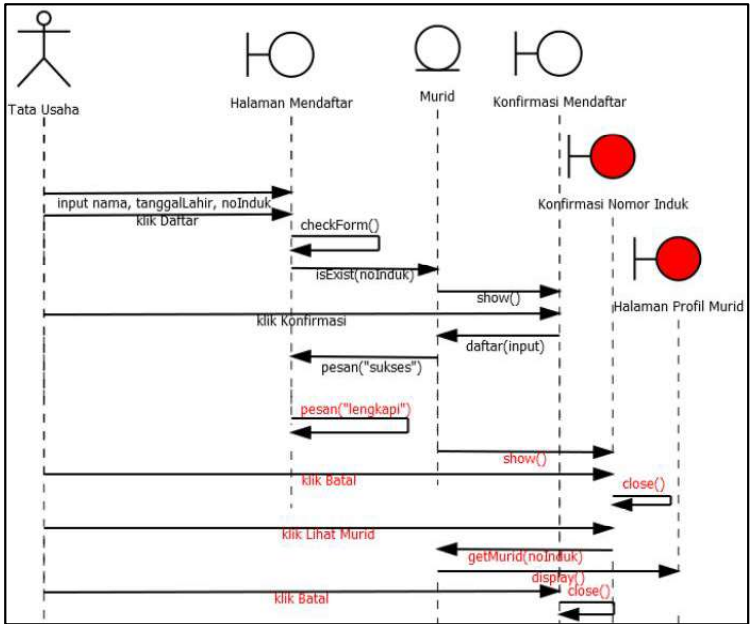 Tata Usaha
Halaman Mendaftar
Murid
Konfirmasi Mendaftar
Konfirmasi Nomor Induk
Halaman Profil Murid
input nama, tanggalLahir, noInduk
klik Daftar
checkForm()
isExist(noInduk)
show()
klik Konfirmasi
daftar(input)
pesan("sukses")
pesan("lengkapi")
show()
klik Batal
close()
klik Lihat Murid
getMurid(noInduk)
display()
klik Batal
close()